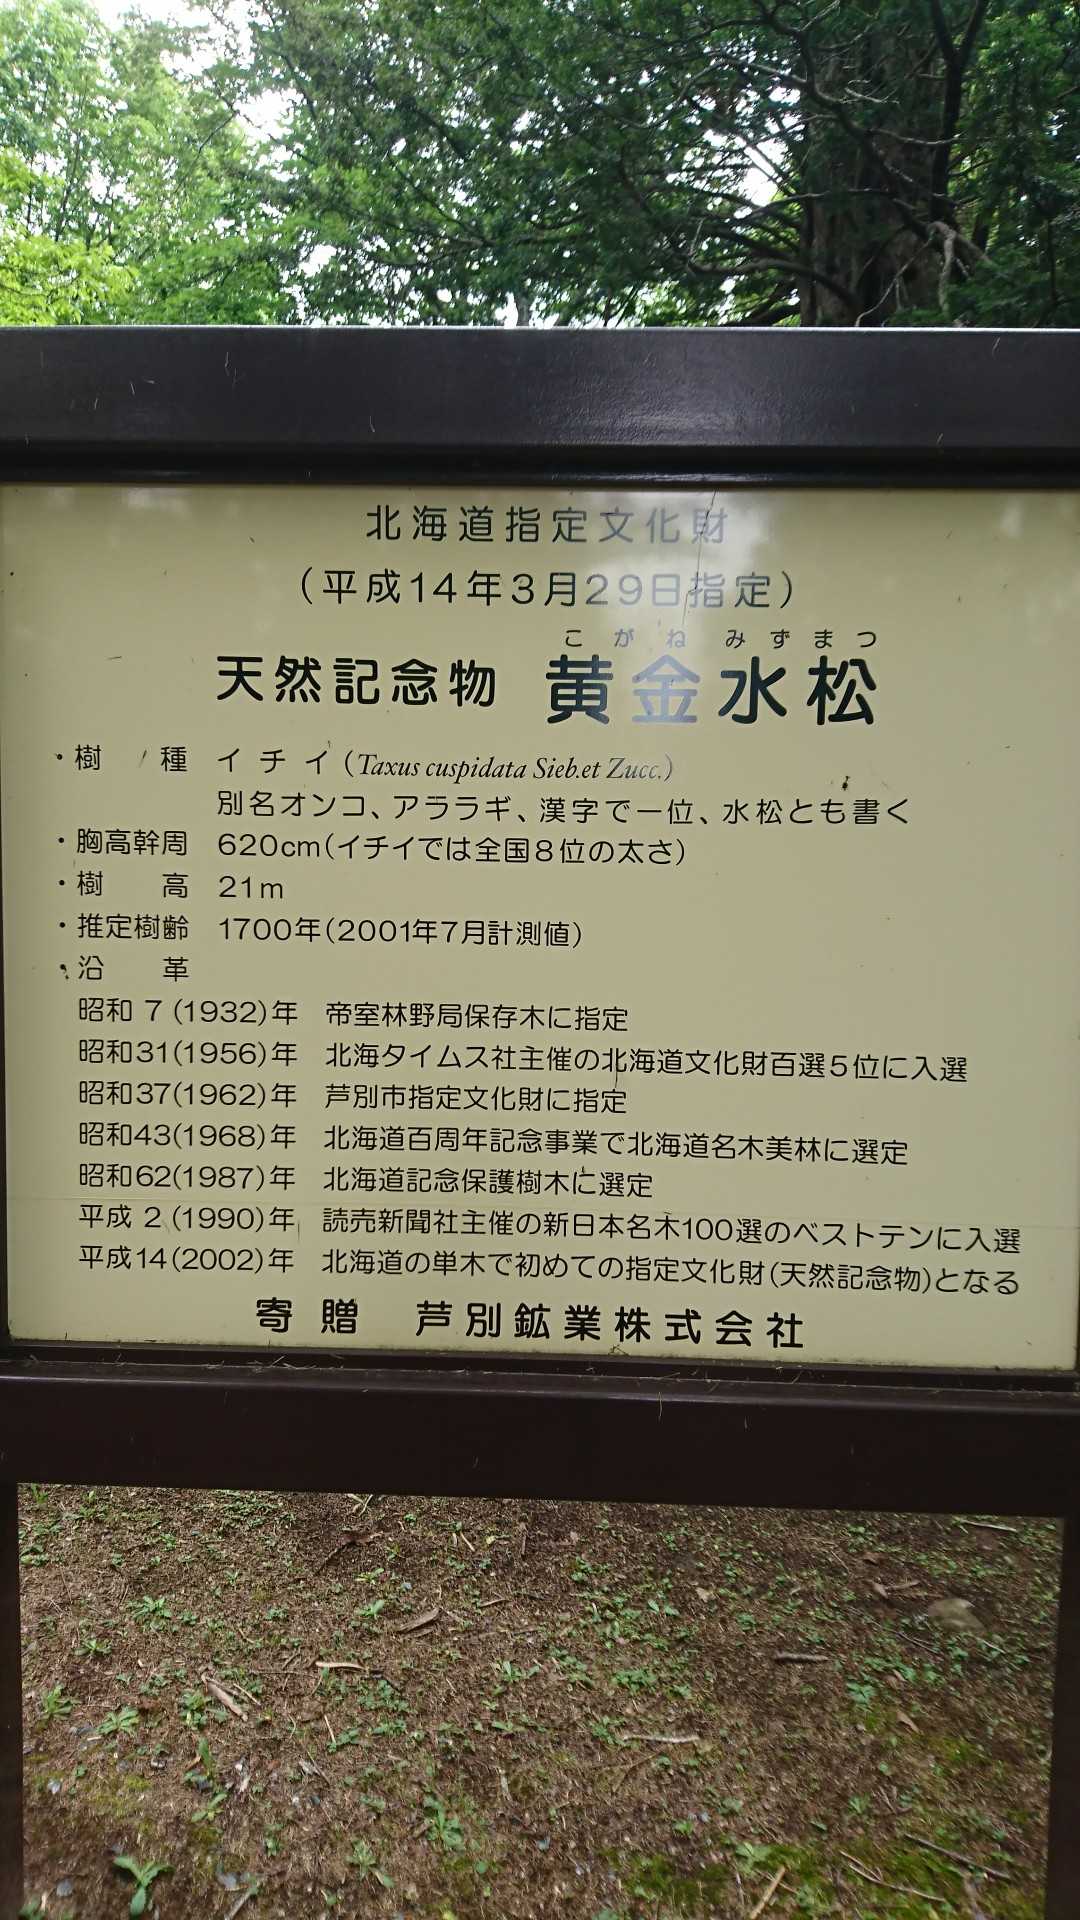 北海道指定文化財
(平成14年3月29日指定)
こがねみずまつ
天然記念物 黄金水松
・樹種 イチイ(Taxus cuspidata Sieb.et Zucc.)
別名オンコ、アララギ、漢字で一位、水松とも書く
・胸高幹周 620cm(イチイでは全国8位の太さ)
・樹高 21m
・推定樹齢 1700年(2001年7月計測値)
・沿革
昭和7(1932)年 帝室林野局保存木に指定
昭和31(1956)年 北海タイムス社主催の北海道文化財百選5位に入選
昭和37(1962)年 芦別市指定文化財に指定
昭和43(1968)年 北海道百周年記念事業で北海道名木美林に選定
昭和62(1987)年 北海道記念保護樹木に選定
平成2(1990)年 読売新聞社主催の新日本名木100選のベストテンに入選
平成14(2002)年 北海道の単木で初めての指定文化財(天然記念物)となる
寄贈 芦別鉱業株式会社